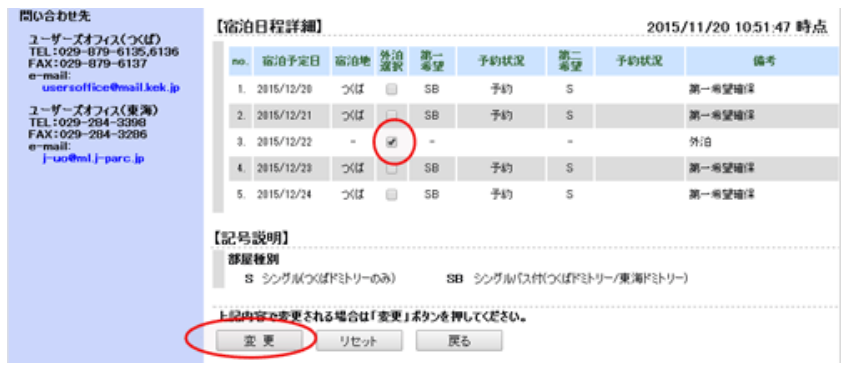 問い合わせ先
ユーザーズオフィス(つくば)
TEL:029-879-6135,6136
FAX:029-879-6137
e-mail:
usersoffice@mail.kek.jp
ユーザーズオフィス(東海)
TEL:029-284-3398
FAX:029-284-3286
e-mail:
j-uo@ml.j-parc.jp
【宿泊日程詳細】 2015/11/20 10:51:47 時点
no. 宿泊予定日 宿泊地 外泊選択 第一希望 予約状況 第二希望 予約状況 備考
1. 2015/12/20 つくば SB 予約 S 第一希望確保
2. 2015/12/21 つくば SB 予約 S 第一希望確保
3. 2015/12/22 - - - 外泊
4. 2015/12/23 つくば SB 予約 S 第一希望確保
5. 2015/12/24 つくば SB 予約 S 第一希望確保
【記号説明】
部屋種別
S シングル(つくばドミトリーのみ) SB シングルバス付(つくばドミトリー/東海ドミトリー)
上記内容で変更される場合は「変更」ボタンを押してください。
変更 リセット 戻る